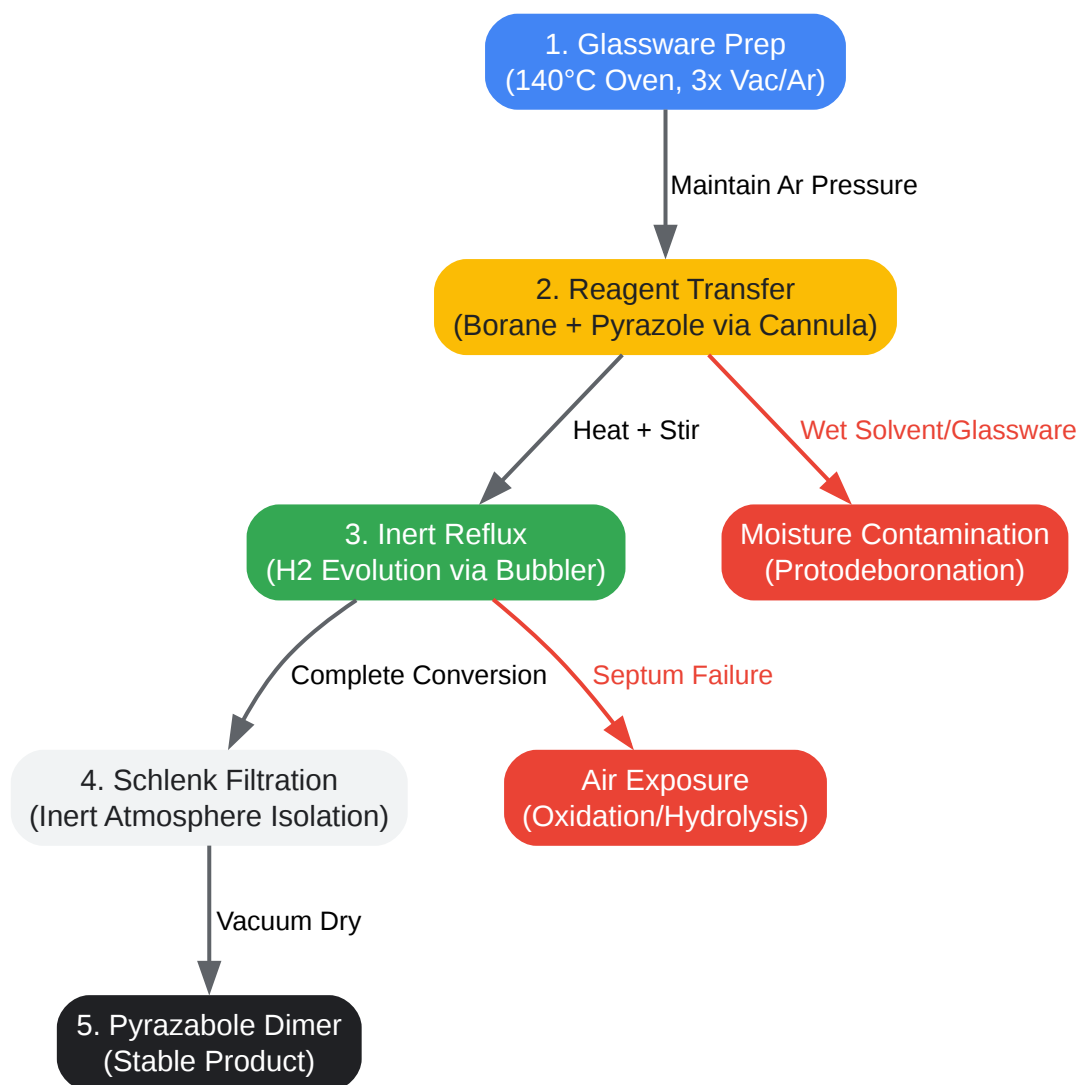 1. Glassware Prep
(140°C Oven, 3x Vac/Ar)
Maintain Ar Pressure
2. Reagent Transfer
(Borane + Pyrazole via Cannula)
Heat + Stir
Wet Solvent/Glassware
3. Inert Reflux
(H2 Evolution via Bubbler)
Moisture Contamination
(Protodeboronation)
Complete Conversion
Septum Failure
4. Schlenk Filtration
(Inert Atmosphere Isolation)
Air Exposure
(Oxidation/Hydrolysis)
Vacuum Dry
5. Pyrazabole Dimer
(Stable Product)